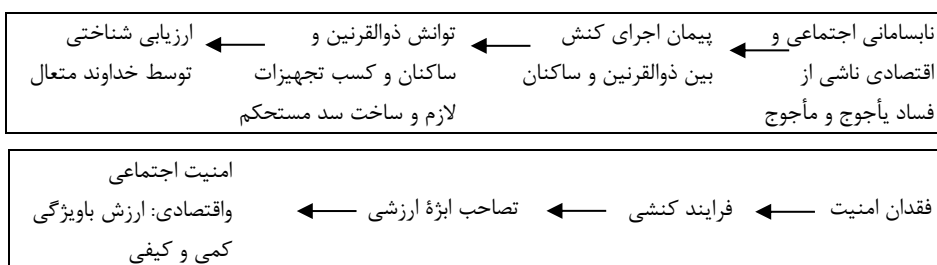 نابسامانی اجتماعی و پیمان اجرای کنش توانش ذوالقرنین و ارزیابی شناختی
اقتصادی ناشی از بین ذوالقرنین و ساکنان ساکنان و کسب تجهیزات توسط خداوند متعال
فساد یأجوج و مأجوج لازم و ساخت سد مستحکم
امنیت اجتماعی
فقدان امنیت فرایند کنشی تصاحب ابژۀ ارزشی واقتصادی: ارزش باویژگی
کمی و کیفی